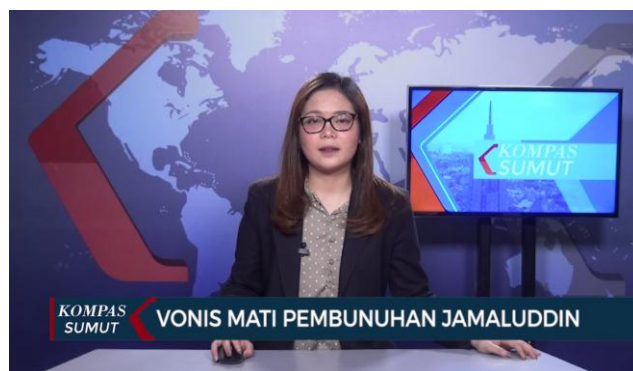 KOMPAS
SUMUT
KOMPAS
SUMUT
VONIS MATI PEMBUNUHAN JAMALUDDIN